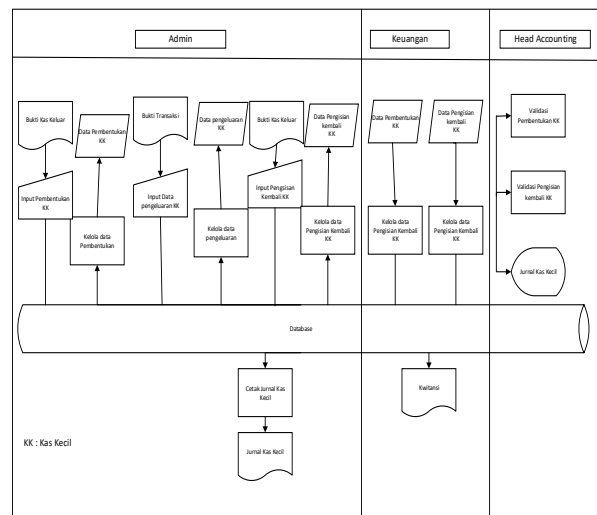 Admin
Keuangan
Head Accounting
Bukti Kas Keluar
Data Pembentukan
KK
Bukti Transaksi
Data pengeluaran
KK
Bukti Kas Keluar
Data Pengisian
kembali
KK
Data Pembentukan
KK
Data Pengisian
kembali
KK
Validasi
Pembentukan KK
Input Pembentukan
KK
Input Data
pengeluaran KK
Input Pengsisan
Kembali KK
Validasi Pengisian
kembali KK
Kelola data
Pembentukan
Kelola data
pengeluaran
Kelola data
Pengisian Kembali
KK
Kelola data
Pengisian Kembali
KK
Kelola data
Pengisian Kembali
KK
Jurnal Kas Kecil
Database
Cetak Jurnal Kas
Kecil
Kwitansi
KK : Kas Kecil
Jurnal Kas Kecil